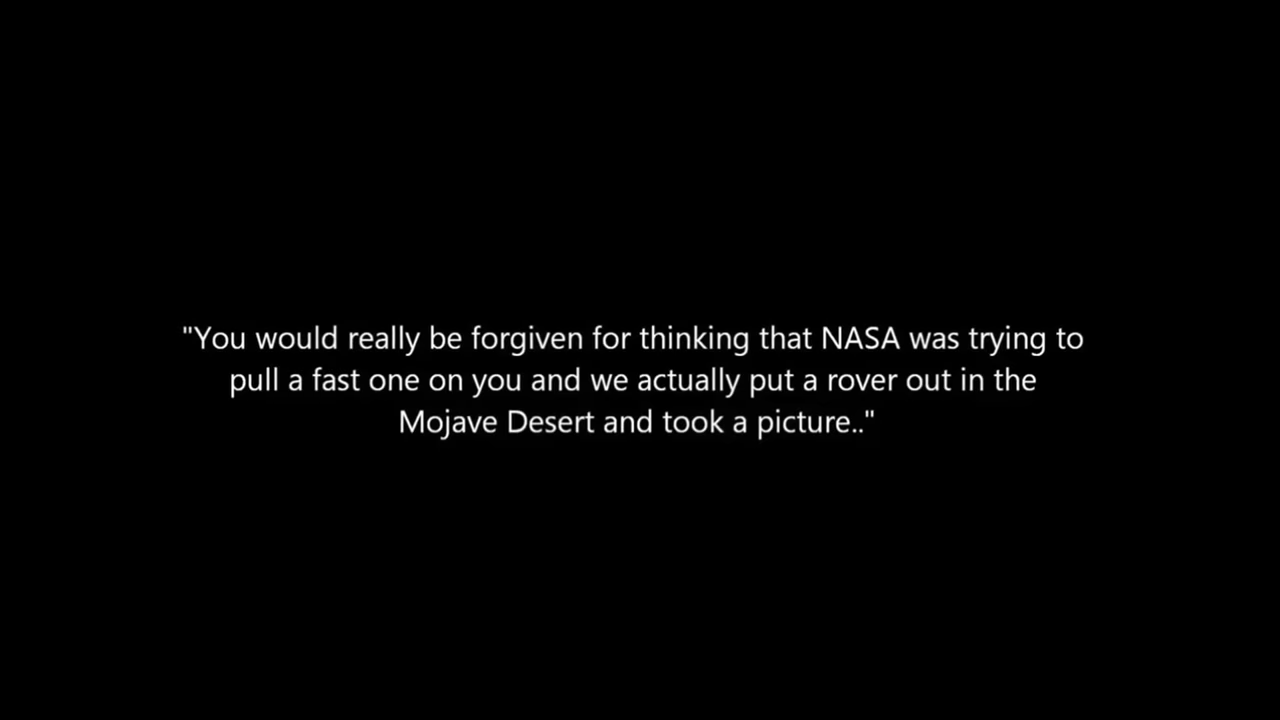 "You would really be forgiven for thinking that NASA was trying to
pull a fast one on you and we actually put a rover out in the
Mojave Desert and took a picture.."